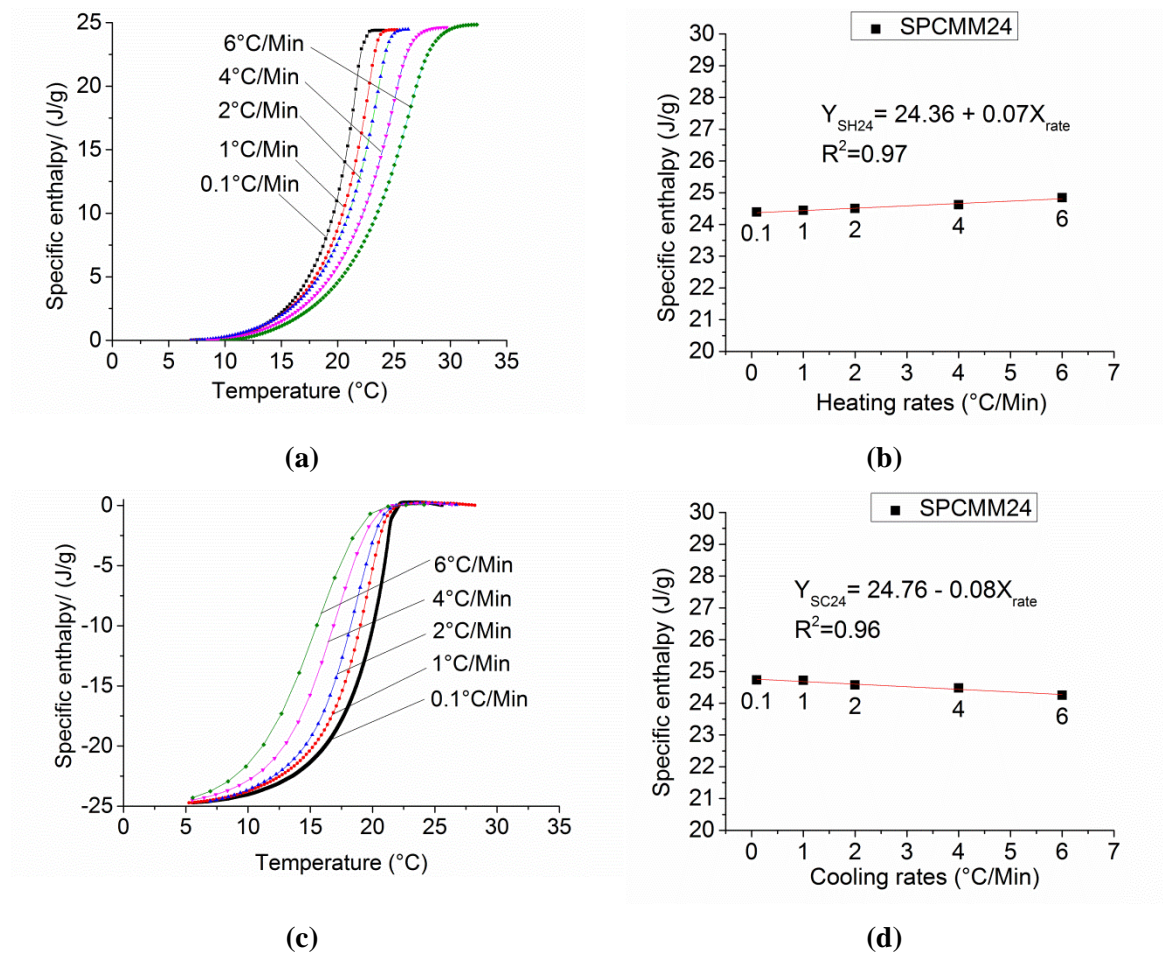 25
20
15
10
5
0
0 5 10 15 20 25 30 35
Specific enthalpy/ (J/g)
Temperature (°C)
6°C/Min
4°C/Min
2°C/Min
1°C/Min
0.1°C/Min
(a)
SPCMM24
30
29
28
27
26
25
24
23
22
21
20
Y_SH24= 24.36 + 0.07X_rate
R²=0.97
0.1 1 2 4 6
0 1 2 3 4 5 6 7
Specific enthalpy (J/g)
Heating rates (°C/Min)
(b)
0
-5
-10
-15
-20
-25
0 5 10 15 20 25 30 35
Specific enthalpy/ (J/g)
Temperature (°C)
6°C/Min
4°C/Min
2°C/Min
1°C/Min
0.1°C/Min
(c)
SPCMM24
30
29
28
27
26
25
24
23
22
21
20
Y_SC24= 24.76 - 0.08X_rate
R²=0.96
0.1 1 2 4 6
0 1 2 3 4 5 6 7
Specific enthalpy (J/g)
Cooling rates (°C/Min)
(d)